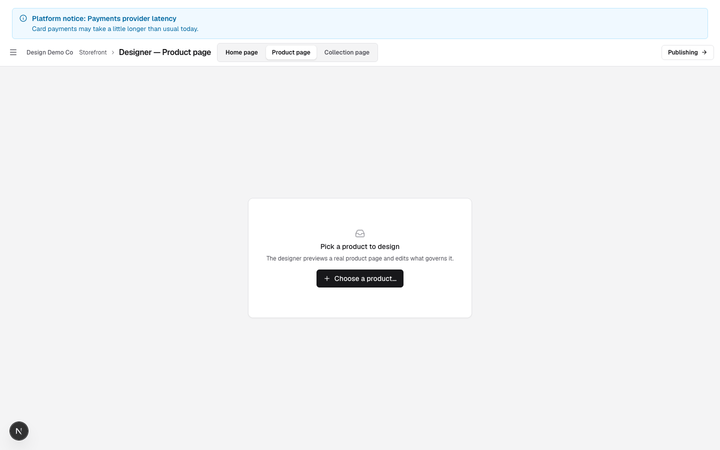 Platform notice: Payments provider latency
Card payments may take a little longer than usual today.
Design Demo Co Storefront › Designer — Product page Home page Product page Collection page Publishing →
Pick a product to design
The designer previews a real product page and edits what governs it.
+ Choose a product…
N